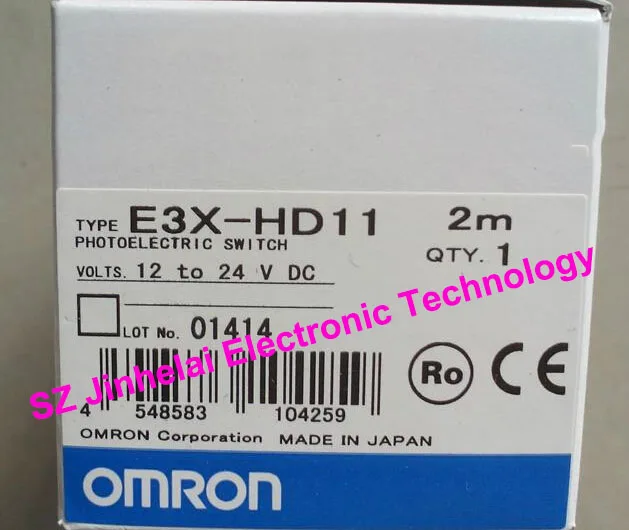 TYPE E3X-HD11 2m
PHOTOELECTRIC SWITCH
QTY. 1
VOLTS. 12 to 24 V DC
LOT No. 01414
SZ Jinhelai Electronic Technology
Ro CE
4 548583 104259
OMRON Corporation MADE IN JAPAN
OMRON